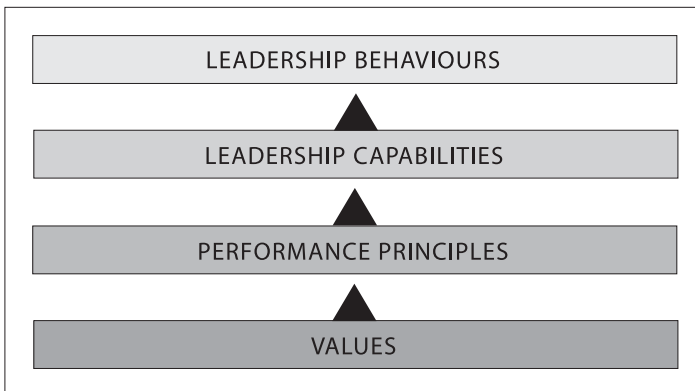 LEADERSHIP BEHAVIOURS
LEADERSHIP CAPABILITIES
PERFORMANCE PRINCIPLES
VALUES